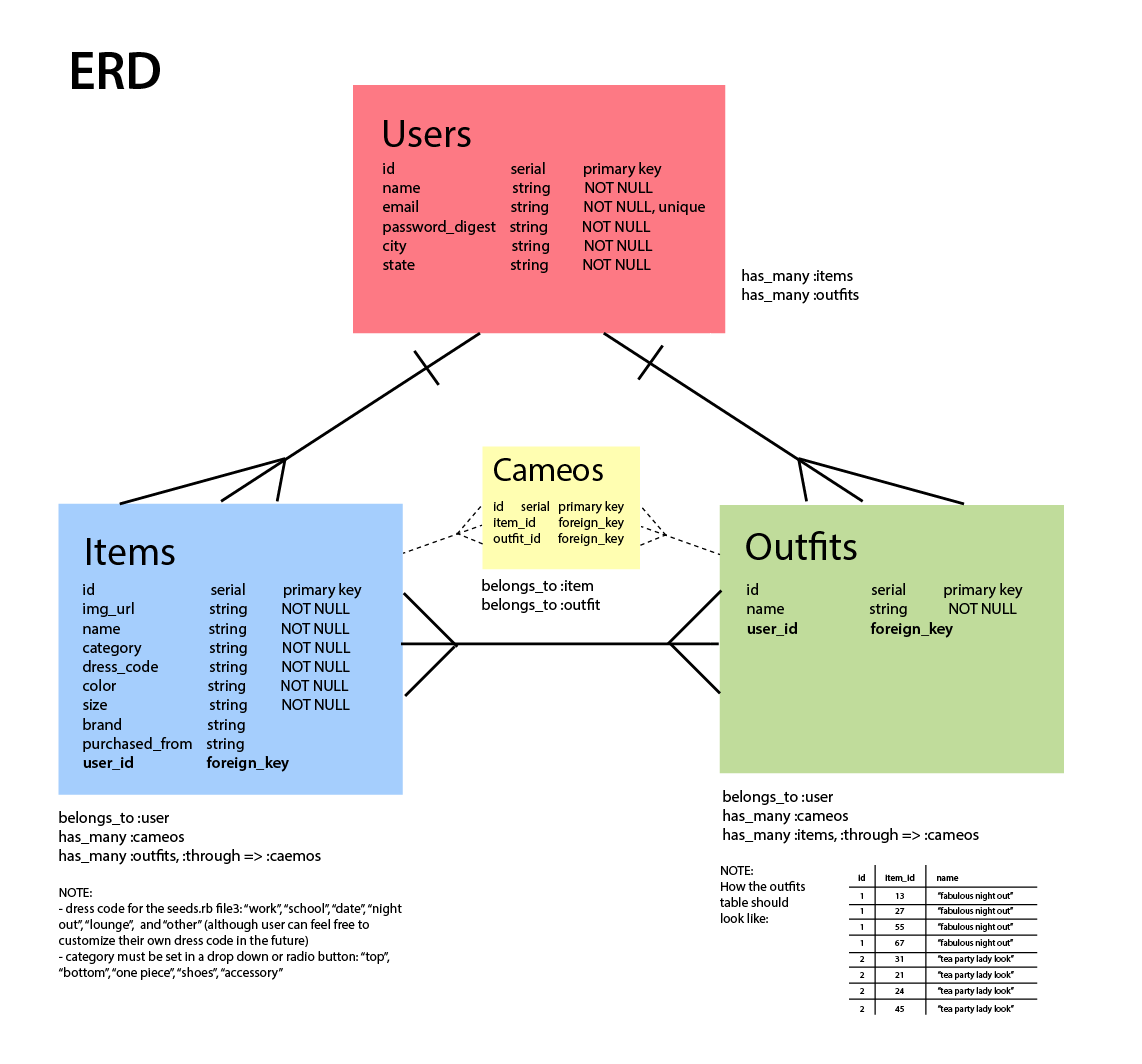 ERD
Users
id serial primary key
name string NOT NULL
email string NOT NULL, unique
password_digest string NOT NULL
city string NOT NULL
state string NOT NULL
has_many :items
has_many :outfits
Cameos
id serial primary key
item_id foreign_key
outfit_id foreign_key
belongs_to :item
belongs_to :outfit
Items
id serial primary key
img_url string NOT NULL
name string NOT NULL
category string NOT NULL
dress_code string NOT NULL
color string NOT NULL
size string NOT NULL
brand string
purchased_from string
user_id foreign_key
belongs_to :user
has_many :cameos
has_many :outfits, :through => :caemos
NOTE:
- dress code for the seeds.rb file3: “work”, “school”, “date”, “night
out”, “lounge”, and “other” (although user can feel free to
customize their own dress code in the future)
- category must be set in a drop down or radio button: “top”,
“bottom”, “one piece”, “shoes”, “accessory”
Outfits
id serial primary key
name string NOT NULL
user_id foreign_key
belongs_to :user
has_many :cameos
has_many :items, :through => :cameos
NOTE:
How the outfits
table should
look like:
id item_id name
1 13 “fabulous night out”
1 27 “fabulous night out”
1 55 “fabulous night out”
1 67 “fabulous night out”
2 31 “tea party lady look”
2 21 “tea party lady look”
2 24 “tea party lady look”
2 45 “tea party lady look”